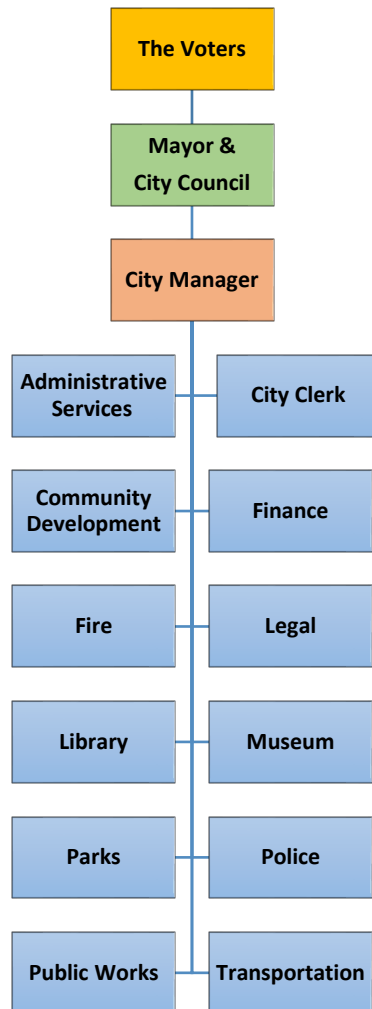 The Voters
Mayor &
City Council
City Manager
Administrative
Services
City Clerk
Community
Development
Finance
Fire
Legal
Library
Museum
Parks
Police
Public Works
Transportation